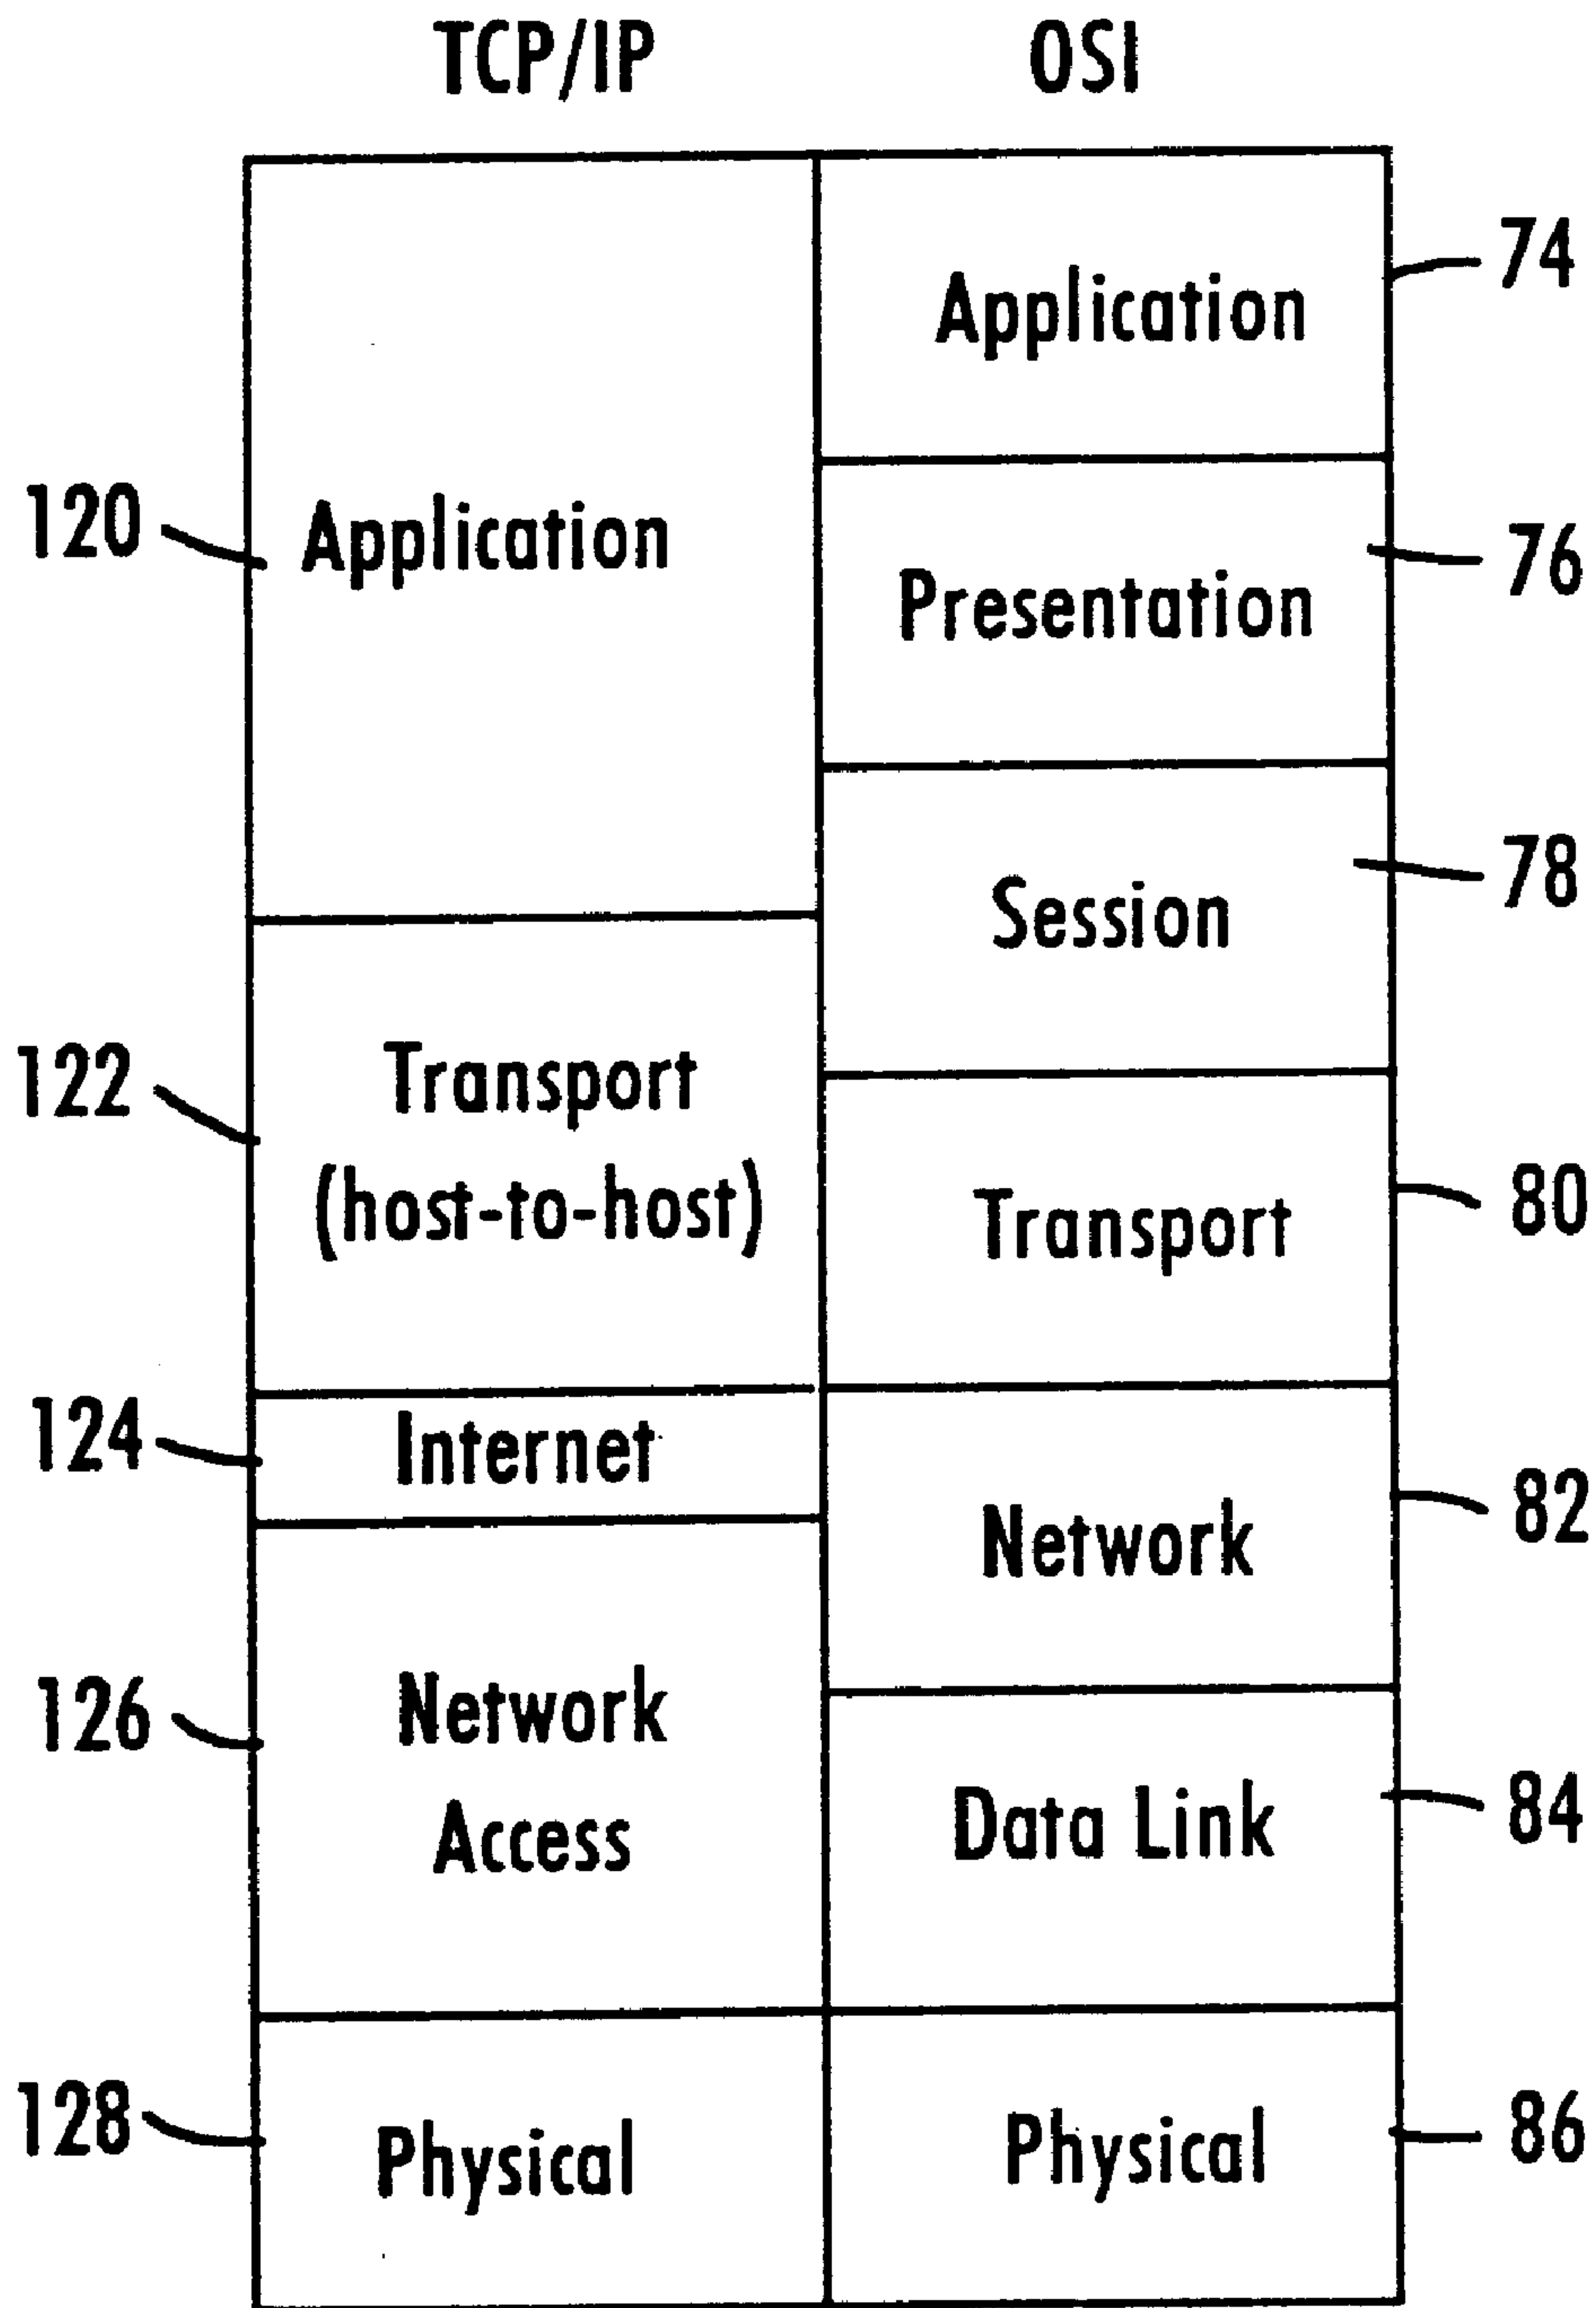 TCP/IP OSI
Application 74
120 Application
Presentation 76
Session 78
122 Transport
(host-to-host)
Transport 80
124 Internet
Network 82
126 Network
Access
Data Link 84
128 Physical
Physical 86